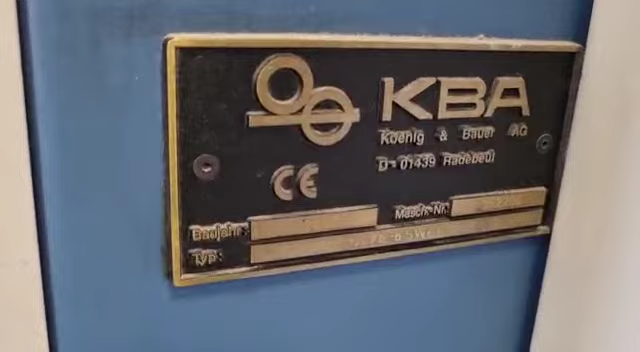 KBA
Koenig & Bauer AG
D - 01439 Radebeul
CE
Baujahr:
Masch. Nr.
Typ: